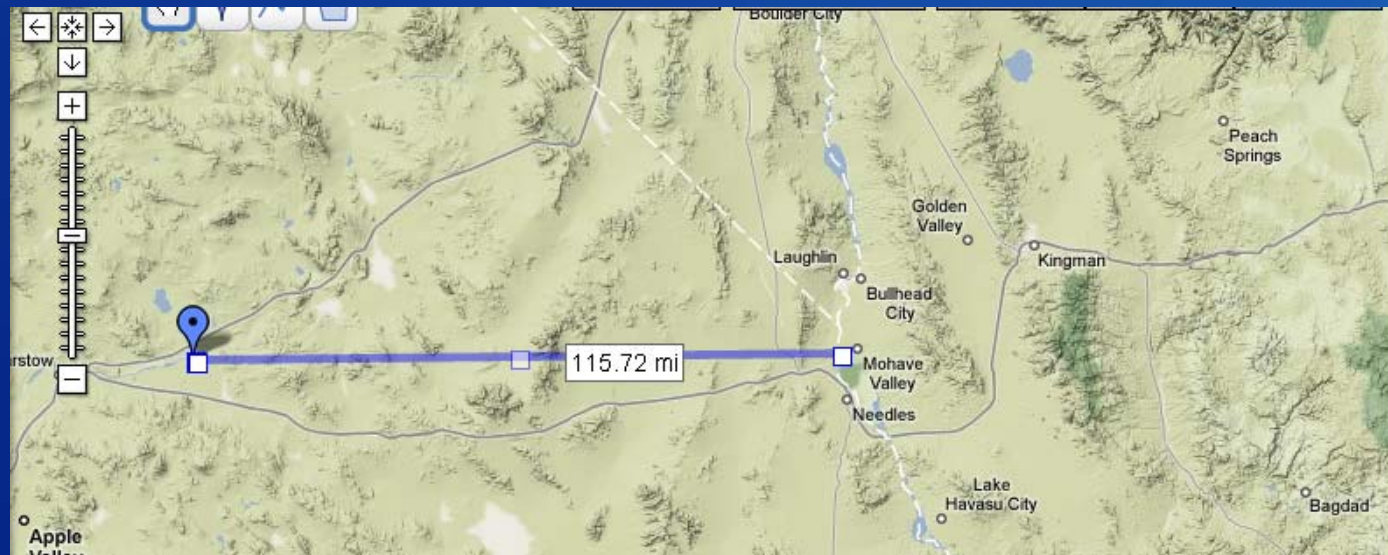 Boulder City
Peach
Springs
Golden
Valley
Kingman
Laughlin
Bullhead
City
rstow
115.72 mi
Mohave
Valley
Needles
Lake
Havasu City
Bagdad
Apple
Valley